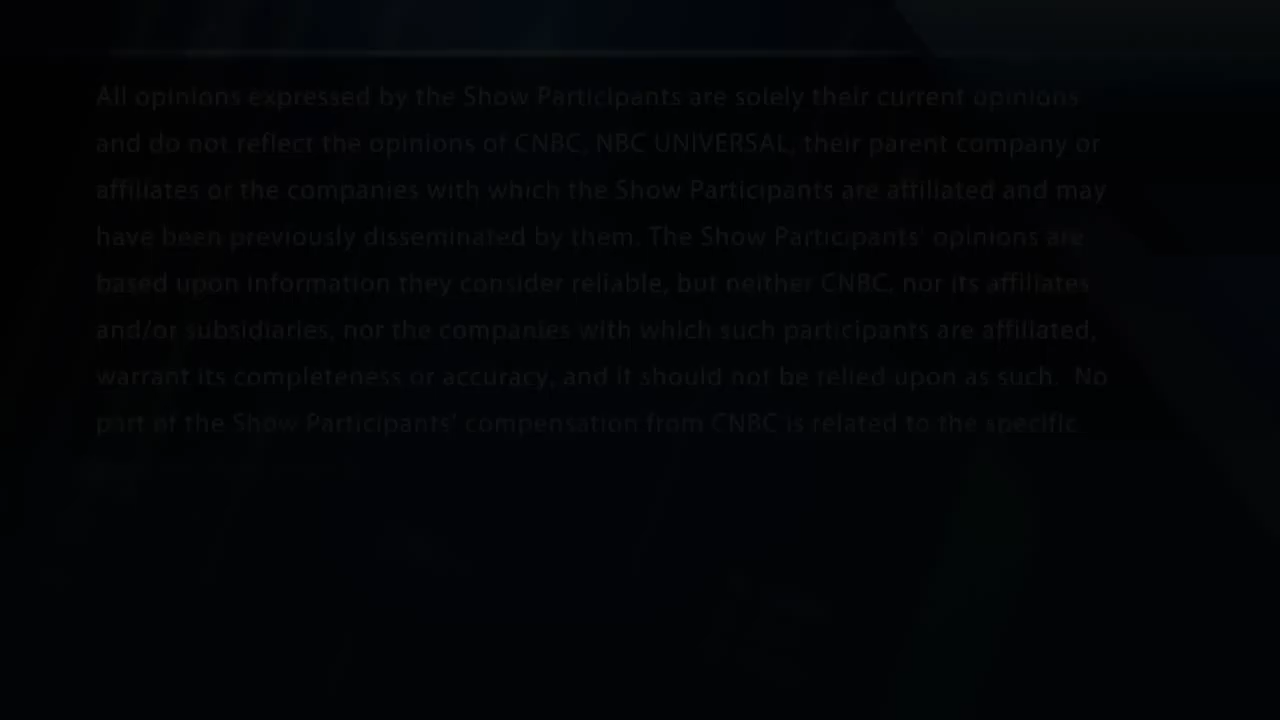 All opinions expressed by the Show Participants are solely their current opinions
and do not reflect the opinions of CNBC, NBC UNIVERSAL, their parent company or
affiliates or the companies with which the Show Participants are affiliated and may
have been previously disseminated by them. The Show Participants' opinions are
based upon information they consider reliable, but neither CNBC, nor its affiliates
and/or subsidiaries, nor the companies with which such participants are affiliated,
warrant its completeness or accuracy, and it should not be relied upon as such.  No
part of the Show Participants' compensation from CNBC is related to the specific